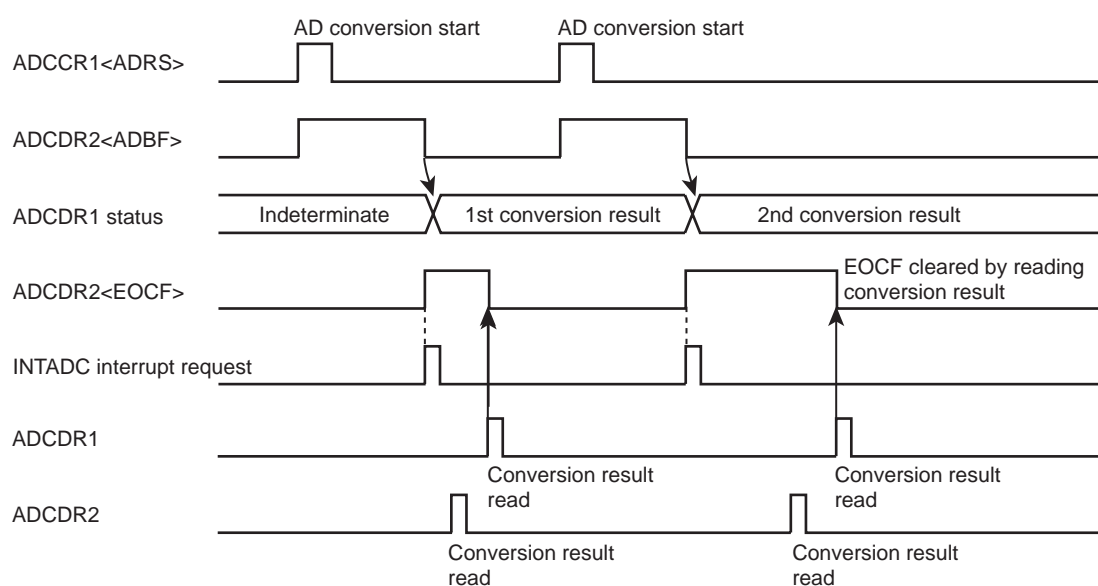 AD conversion start
AD conversion start
ADCCR1<ADRS>
ADCDR2<ADBF>
ADCDR1 status
Indeterminate
1st conversion result
2nd conversion result
ADCDR2<EOCF>
EOCF cleared by reading
conversion result
INTADC interrupt request
ADCDR1
Conversion result
read
Conversion result
read
ADCDR2
Conversion result
read
Conversion result
read